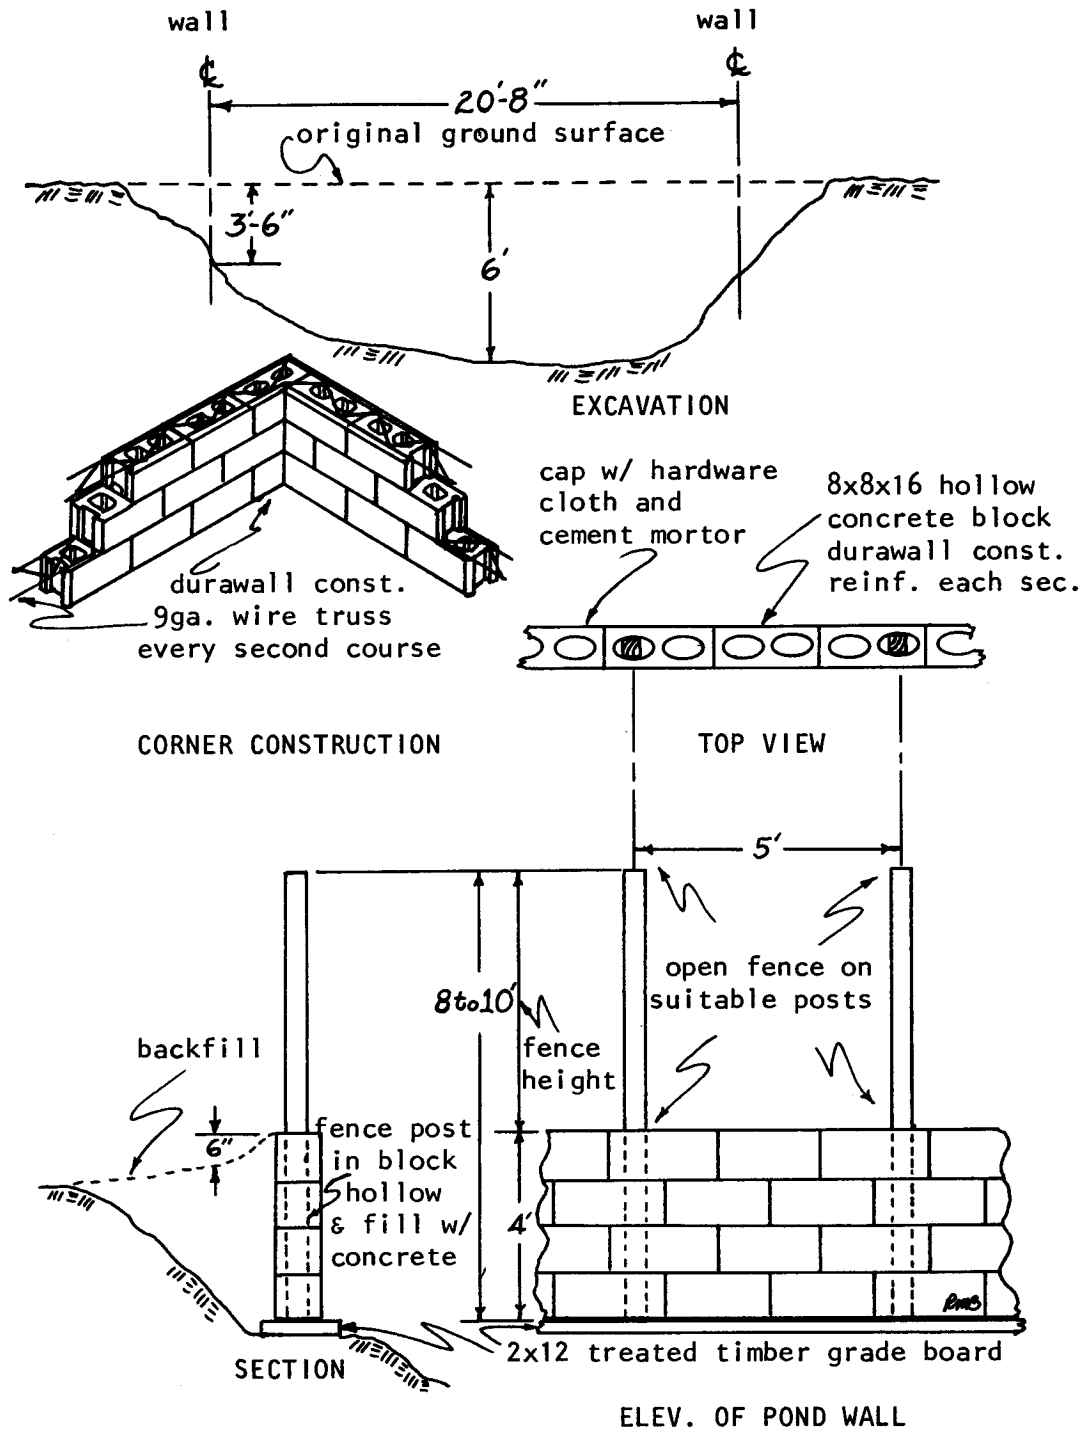 wall
wall
℄
℄
20'-8"
original ground surface
3'-6"
6'
EXCAVATION
cap w/ hardware
cloth and
cement mortor
8x8x16 hollow
concrete block
durawall const.
reinf. each sec.
durawall const.
9ga. wire truss
every second course
CORNER CONSTRUCTION
TOP VIEW
5'
open fence on
suitable posts
8to10'
fence
height
backfill
6"
fence post
in block
hollow
& fill w/
concrete
4'
RMS
2x12 treated timber grade board
SECTION
ELEV. OF POND WALL